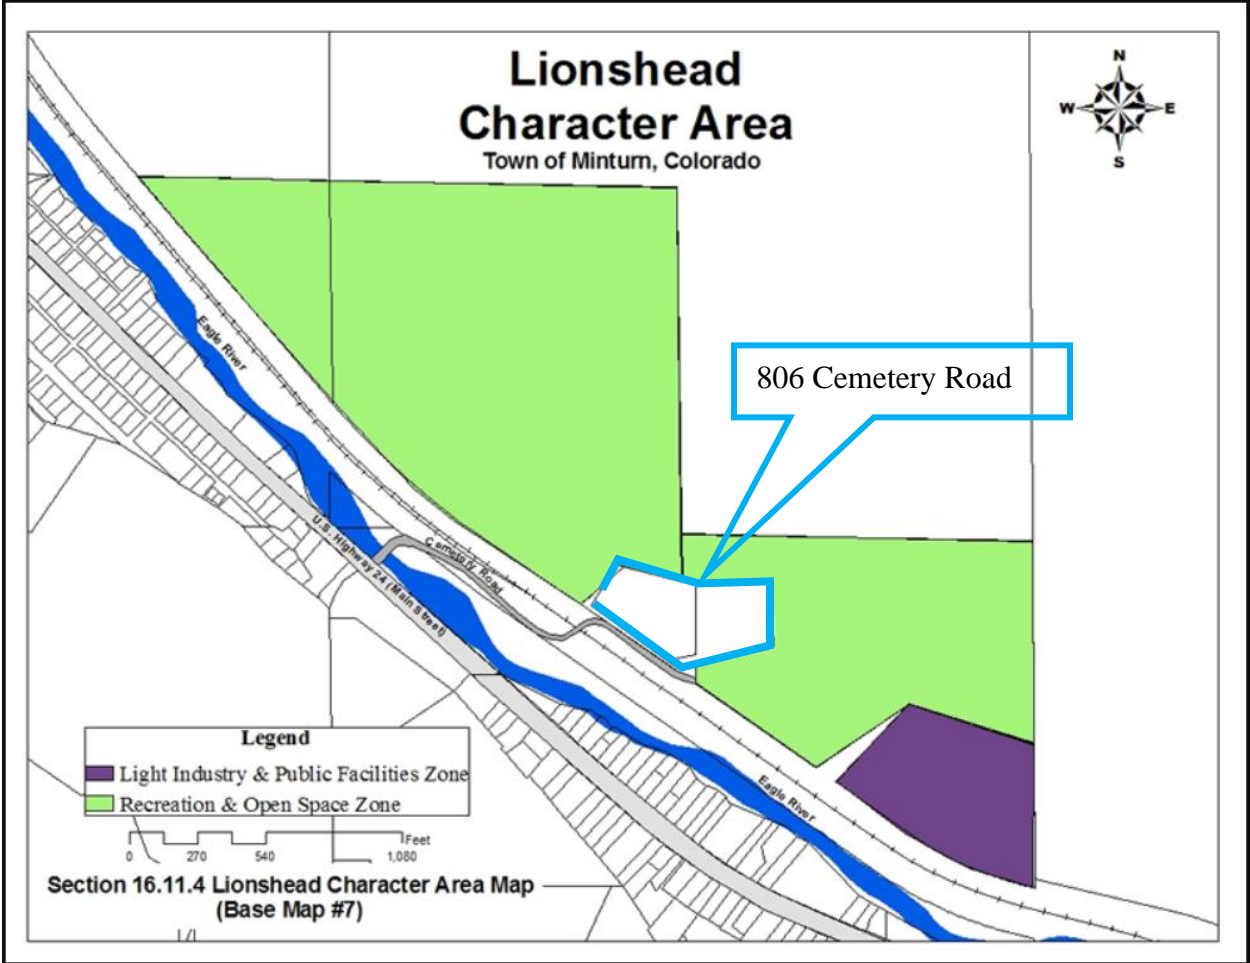 Lionshead
Character Area
Town of Minturn, Colorado
N
W E
S
806 Cemetery Road
Eagle River
Cemetery Road
U.S. Highway 24 (Main Street)
Eagle River
Legend
Light Industry & Public Facilities Zone
Recreation & Open Space Zone
Feet
0 270 540 1,080
Section 16.11.4 Lionshead Character Area Map
(Base Map #7)